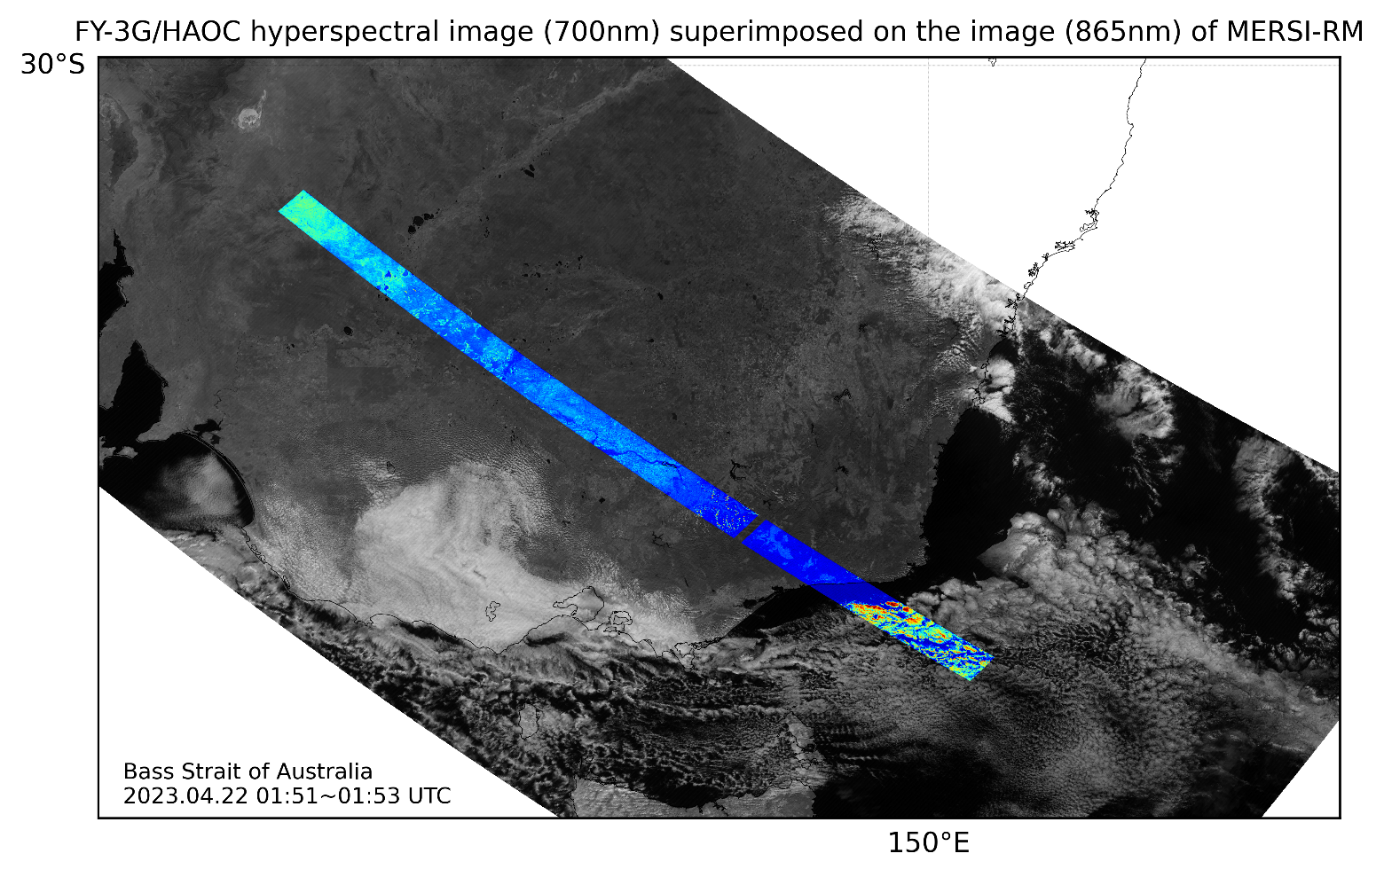 FY-3G/HAOC hyperspectral image (700nm) superimposed on the image (865nm) of MERSI-RM
30°S
Bass Strait of Australia
2023.04.22 01:51~01:53 UTC
150°E